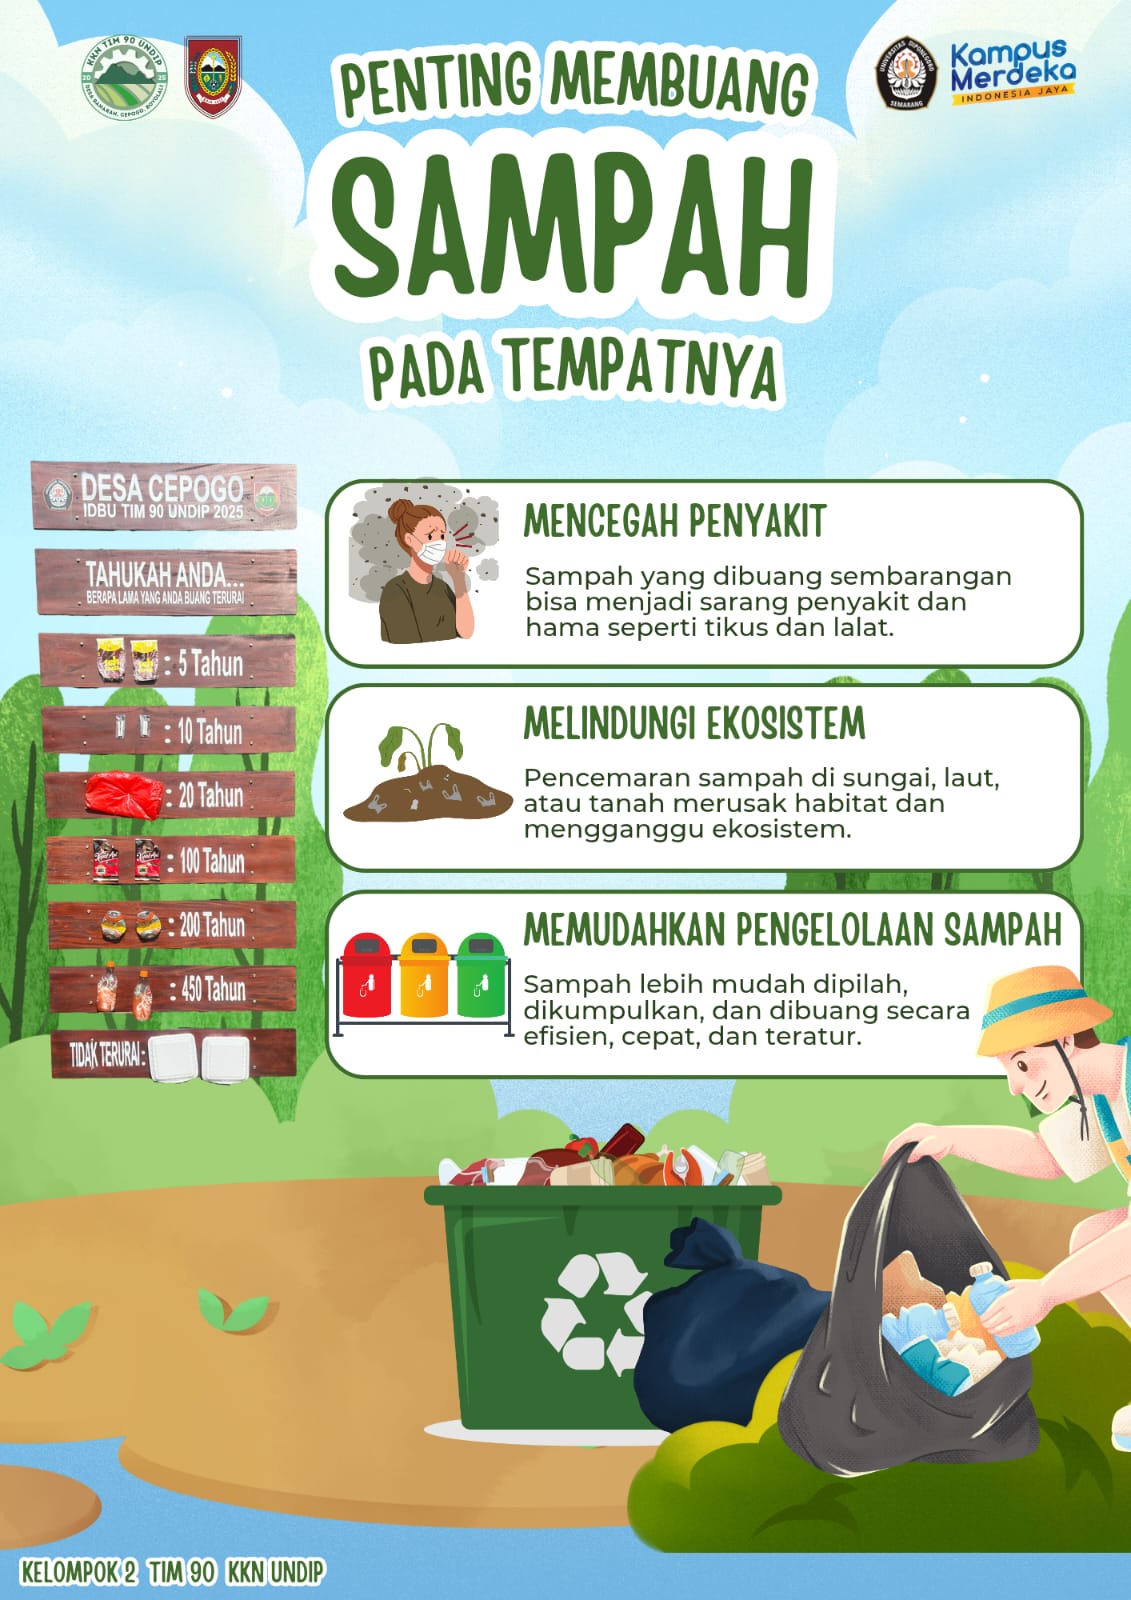 KKN TIM 90 UNDIP
2025
DESA BAKARAN, CEPOGO, BOYOLALI
UNIVERSITAS DIPONEGORO
SEMARANG
Kampus
Merdeka
INDONESIA JAYA
PENTING MEMBUANG
SAMPAH
PADA TEMPATNYA
DESA CEPOGO
IDBU TIM 90 UNDIP 2025
TAHUKAH ANDA...
BERAPA LAMA YANG ANDA BUANG TERURAI
: 5 Tahun
: 10 Tahun
: 20 Tahun
: 100 Tahun
: 200 Tahun
: 450 Tahun
TIDAK TERURAI :
MENCEGAH PENYAKIT
Sampah yang dibuang sembarangan
bisa menjadi sarang penyakit dan
hama seperti tikus dan lalat.
MELINDUNGI EKOSISTEM
Pencemaran sampah di sungai, laut,
atau tanah merusak habitat dan
mengganggu ekosistem.
MEMUDAHKAN PENGELOLAAN SAMPAH
Sampah lebih mudah dipilah,
dikumpulkan, dan dibuang secara
efisien, cepat, dan teratur.
KELOMPOK 2 TIM 90 KKN UNDIP